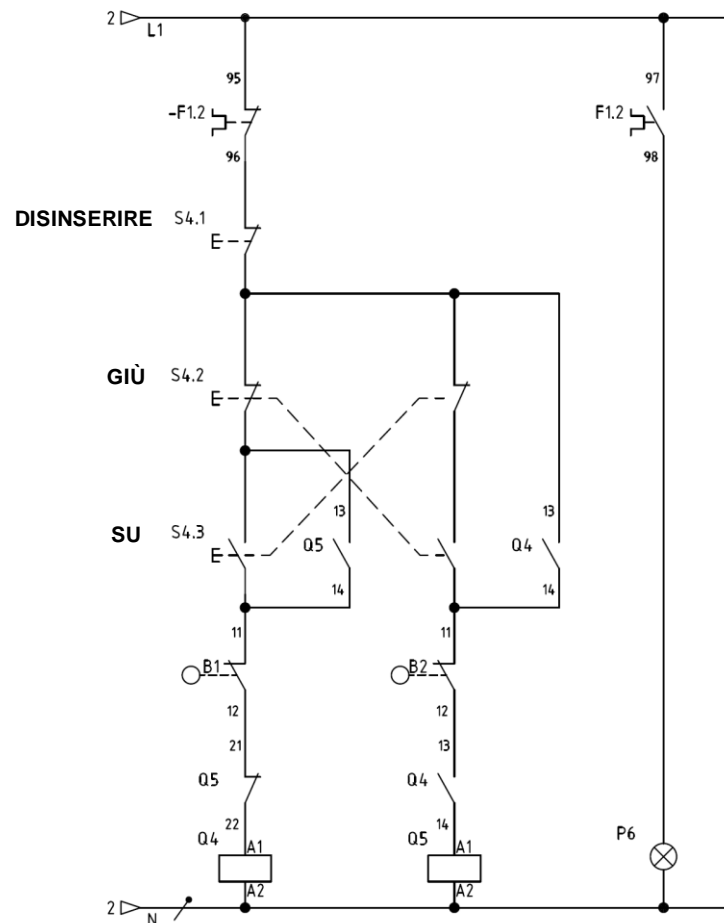 2 L1
95 97
-F1.2 F1.2
96 98
DISINSERIRE S4.1
E
GIÙ S4.2
E
13 13
SU S4.3 Q5 Q4
E
14 14
11 11
B1 B2
12 12
21 13
Q5 Q4
22 14
Q4 A1 Q5 A1 P6
A2 A2
2 N